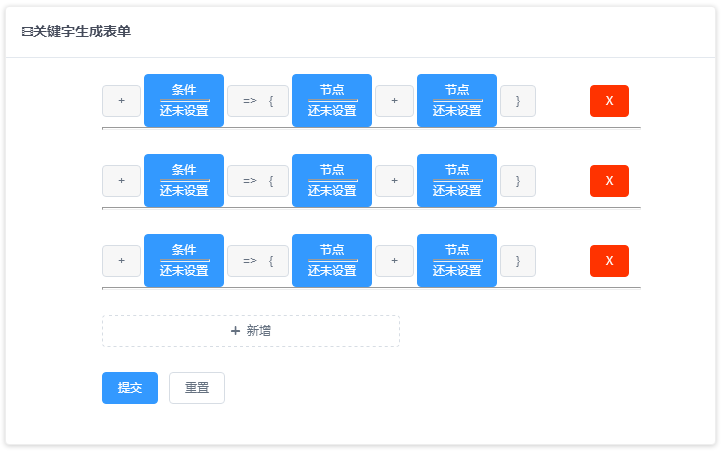 关键字生成表单
+ 条件 还未设置 => { 节点 还未设置 + 节点 还未设置 } X
+ 条件 还未设置 => { 节点 还未设置 + 节点 还未设置 } X
+ 条件 还未设置 => { 节点 还未设置 + 节点 还未设置 } X
+ 新增
提交 重置